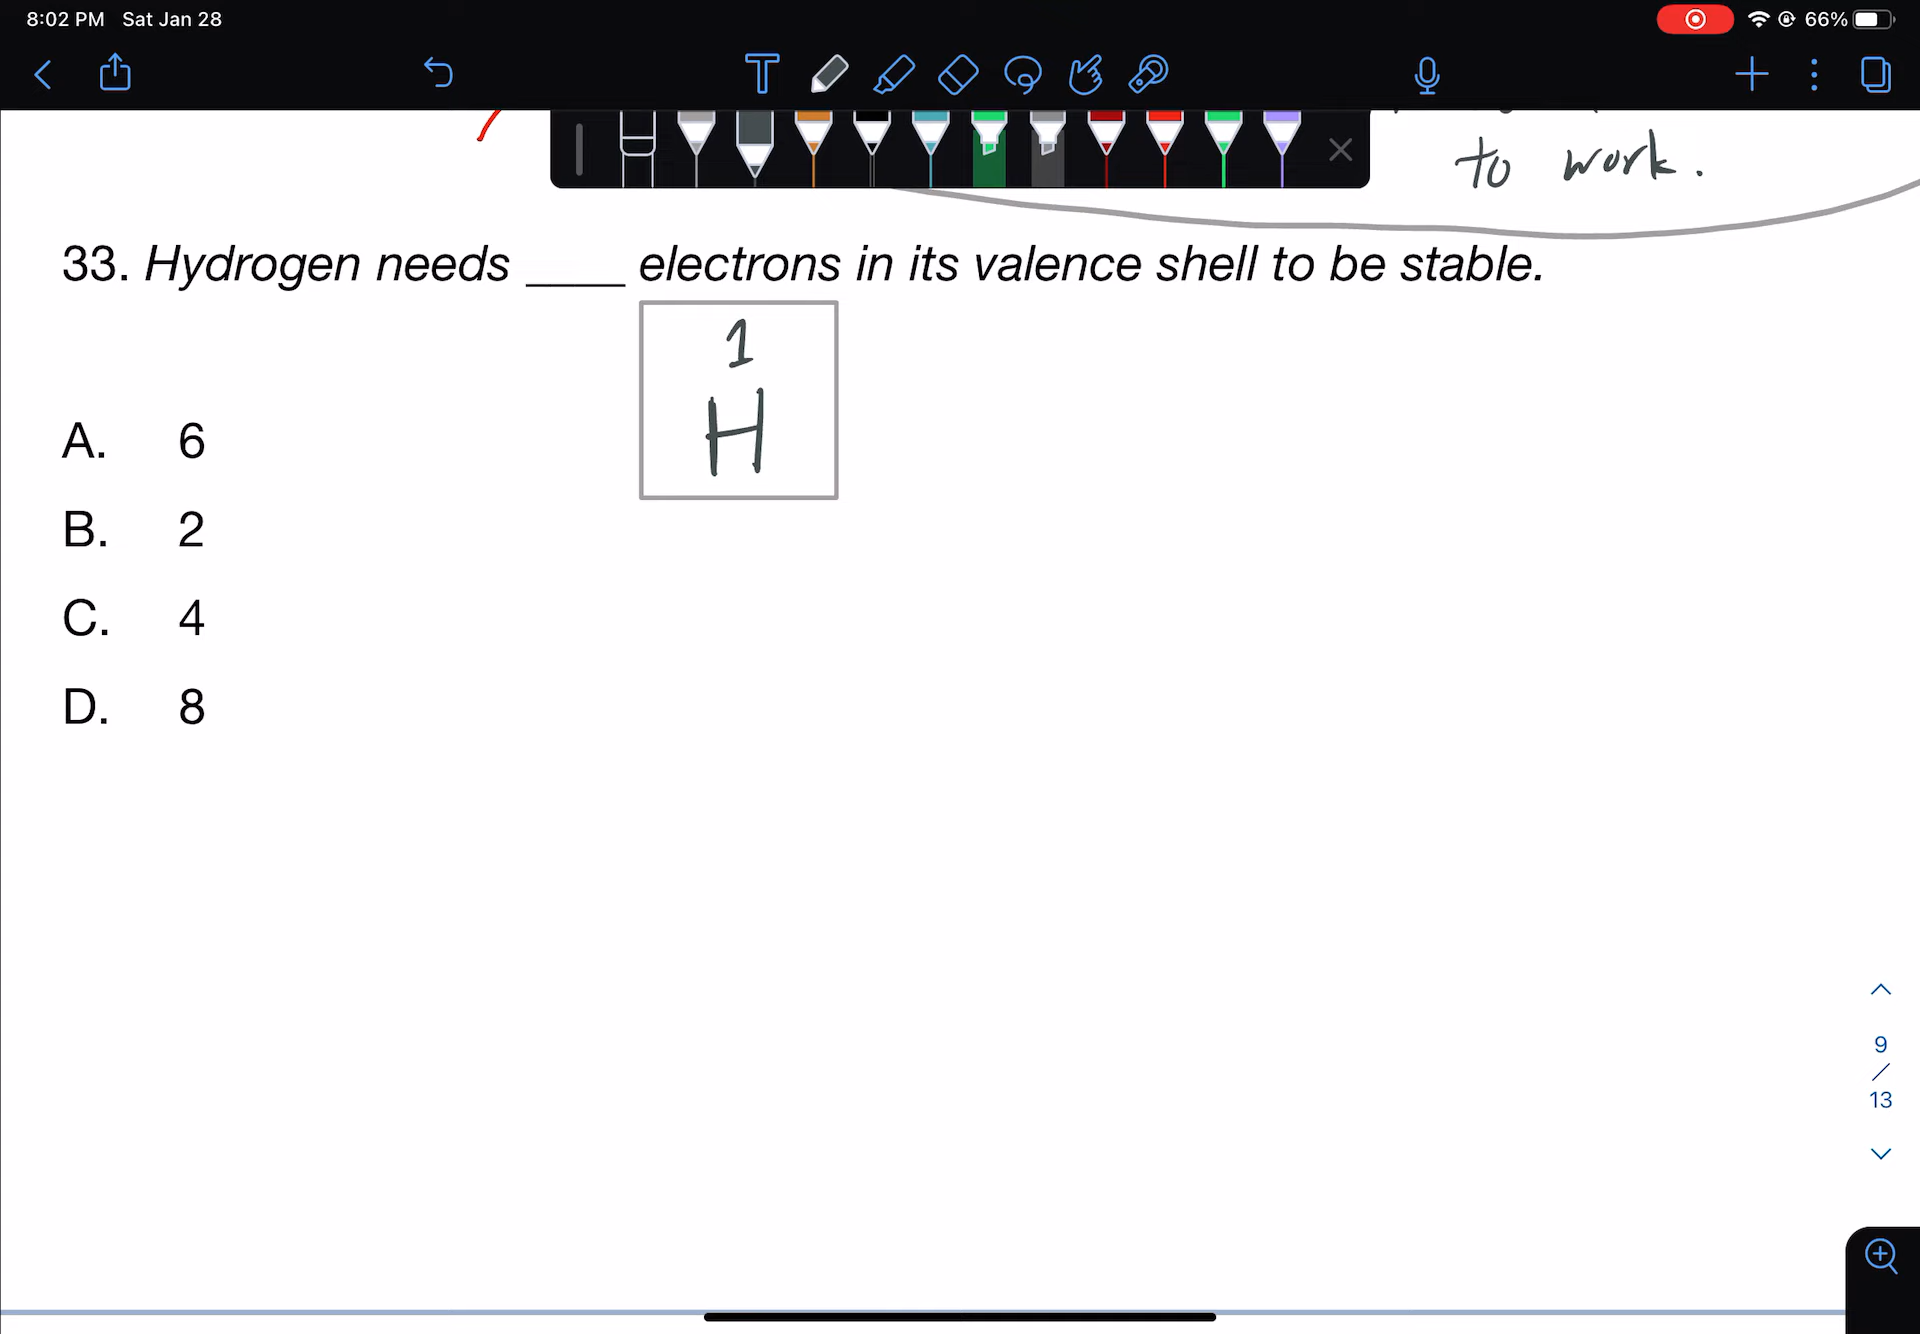 8:02 PM Sat Jan 28
66%
to work.
33. Hydrogen needs ____ electrons in its valence shell to be stable.
1
H
A. 6
B. 2
C. 4
D. 8
9
/
13